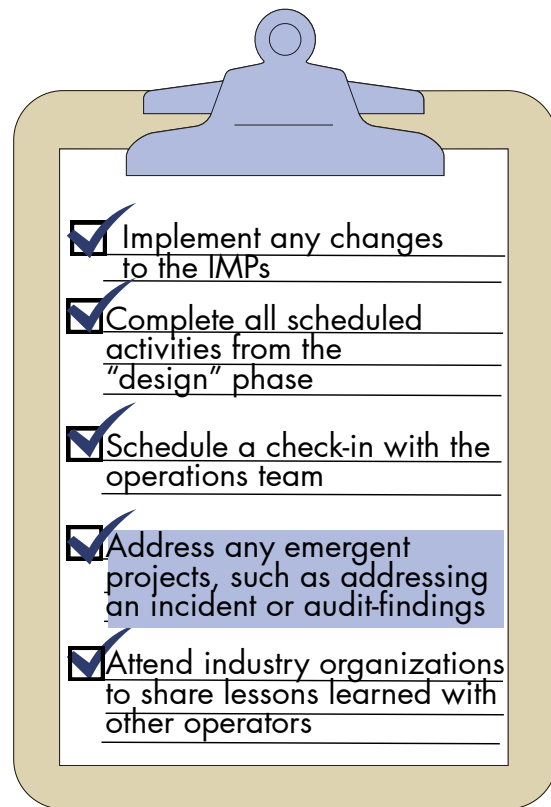 Implement any changes
to the IMPs
Complete all scheduled
activities from the
“design” phase
Schedule a check-in with the
operations team
Address any emergent
projects, such as addressing
an incident or audit-findings
Attend industry organizations
to share lessons learned with
other operators